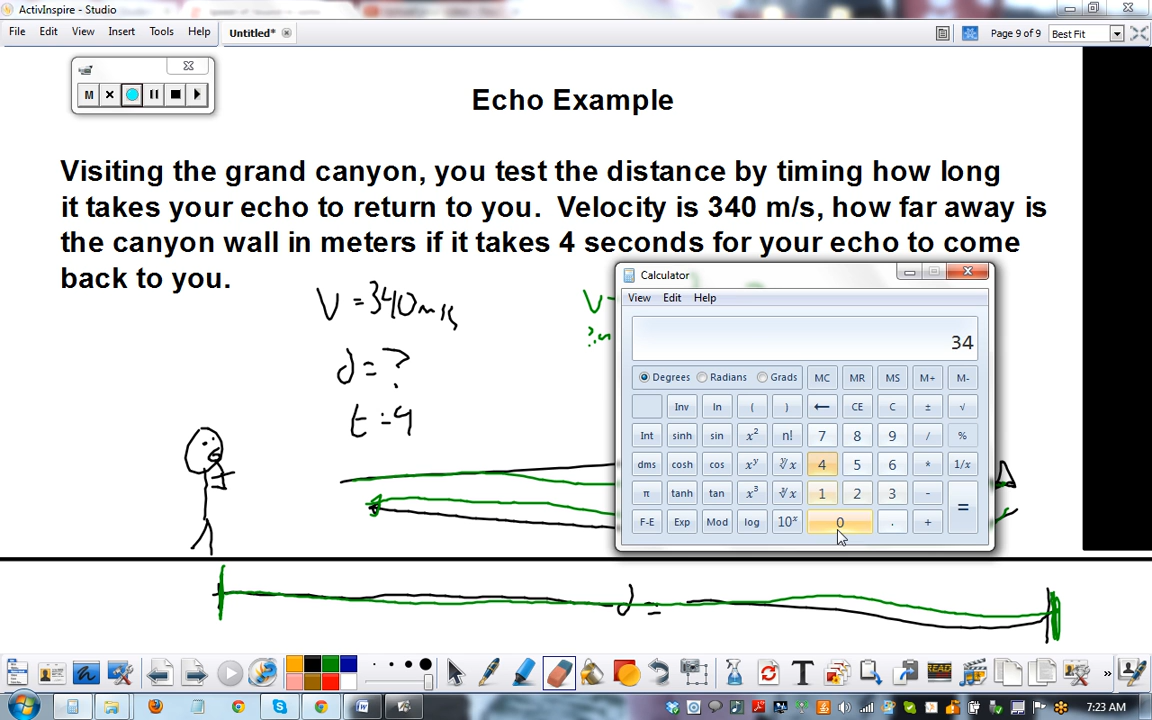 ActivInspire - Studio
File Edit View Insert Tools Help Untitled* Page 9 of 9 Best Fit
M
Echo Example
Visiting the grand canyon, you test the distance by timing how long
it takes your echo to return to you. Velocity is 340 m/s, how far away is
the canyon wall in meters if it takes 4 seconds for your echo to come
back to you.
V = 340 m/s
V
d = ?
t = 4
Calculator
View Edit Help
34
Degrees Radians Grads MC MR MS M+ M-
Inv ln ( ) ← CE C ± √
Int sinh sin x² n! 7 8 9 / %
dms cosh cos xʸ ʸ√x 4 5 6 * 1/x
π tanh tan x³ ³√x 1 2 3 - =
F-E Exp Mod log 10ˣ 0 . +
d =
T READ »
7:23 AM